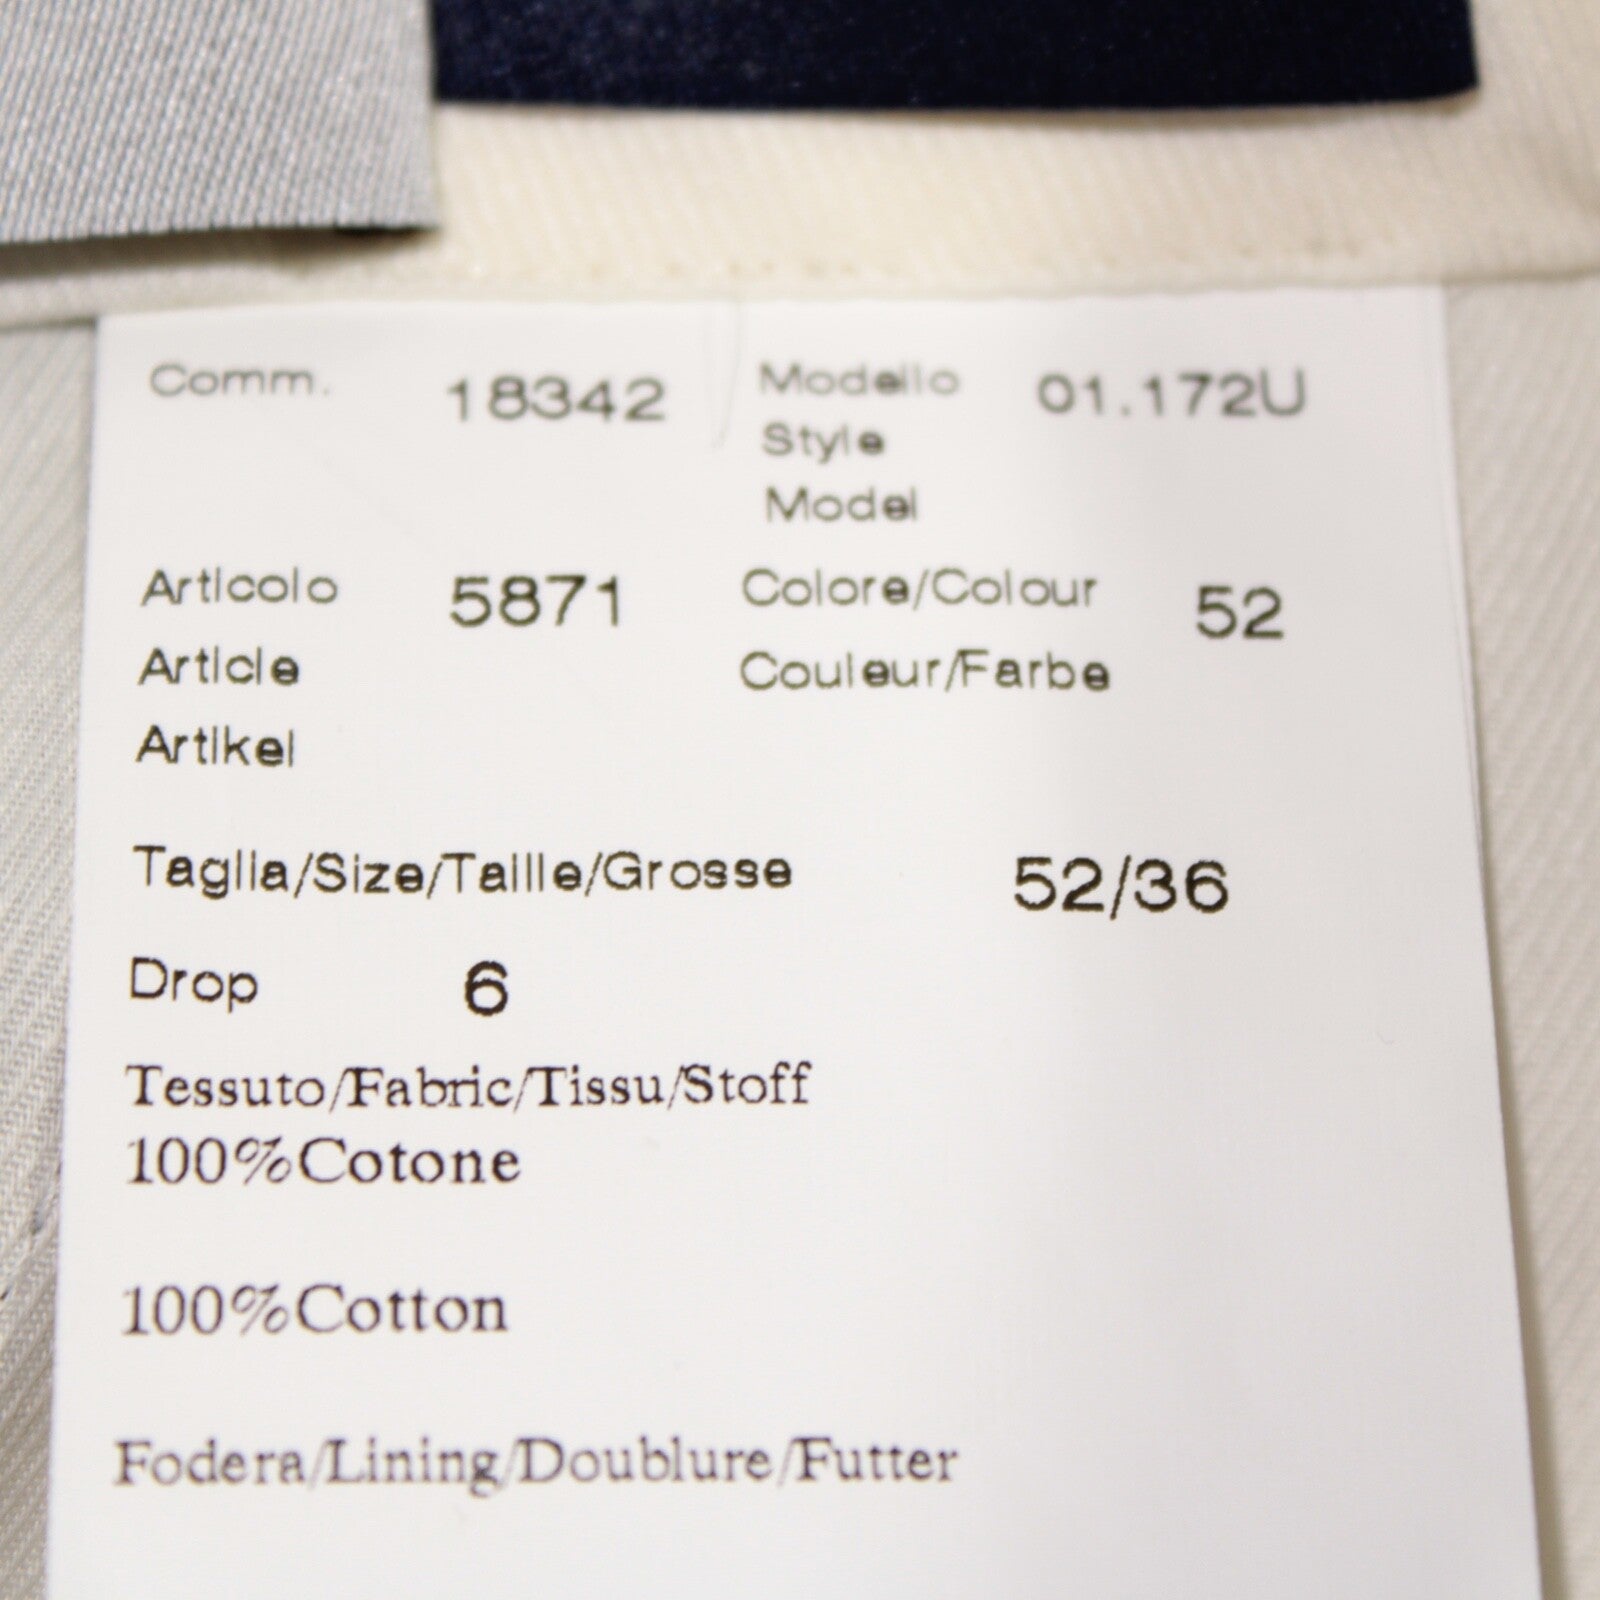 Comm. 18342 Modello 01.172U
Style
Model
Articolo 5871 Colore/Colour 52
Article Couleur/Farbe
Artikel
Taglia/Size/Taille/Grosse 52/36
Drop 6
Tessuto/Fabric/Tissu/Stoff
100%Cotone
100%Cotton
Fodera/Lining/Doublure/Futter